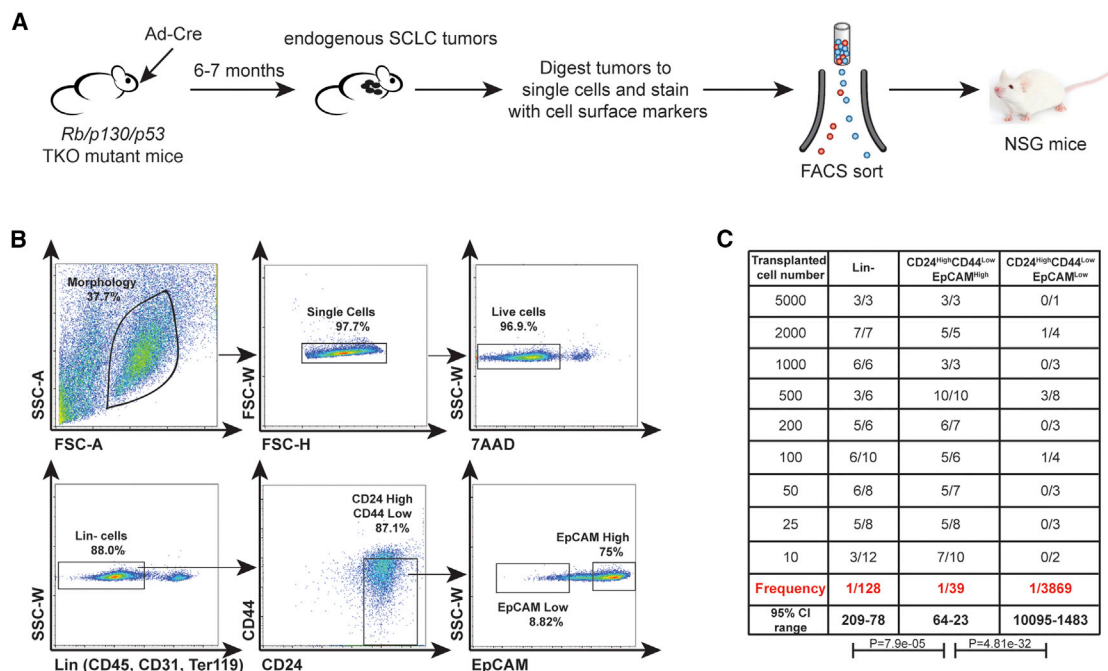 A
Ad-Cre
Rb/p130/p53
TKO mutant mice
6-7 months
endogenous SCLC tumors
Digest tumors to
single cells and stain
with cell surface markers
FACS sort
NSG mice
B
Morphology
37.7%
SSC-A
FSC-A
Single Cells
97.7%
FSC-W
FSC-H
Live cells
96.9.%
SSC-W
7AAD
Lin- cells
88.0%
SSC-W
Lin (CD45, CD31, Ter119)
CD24 High
CD44 Low
87.1%
CD44
CD24
EpCAM High
75%
EpCAM Low
8.82%
SSC-W
EpCAM
C
Transplanted cell number Lin- CD24HighCD44Low EpCAMHigh CD24HighCD44Low EpCAMLow
5000 3/3 3/3 0/1
2000 7/7 5/5 1/4
1000 6/6 3/3 0/3
500 3/6 10/10 3/8
200 5/6 6/7 0/3
100 6/10 5/6 1/4
50 6/8 5/7 0/3
25 5/8 5/8 0/3
10 3/12 7/10 0/2
Frequency 1/128 1/39 1/3869
95% CI range 209-78 64-23 10095-1483
P=7.9e-05 P=4.81e-32